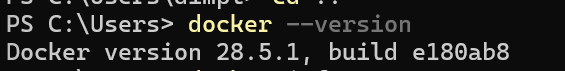 PS C:\Users> docker --version
Docker version 28.5.1, build e180ab8